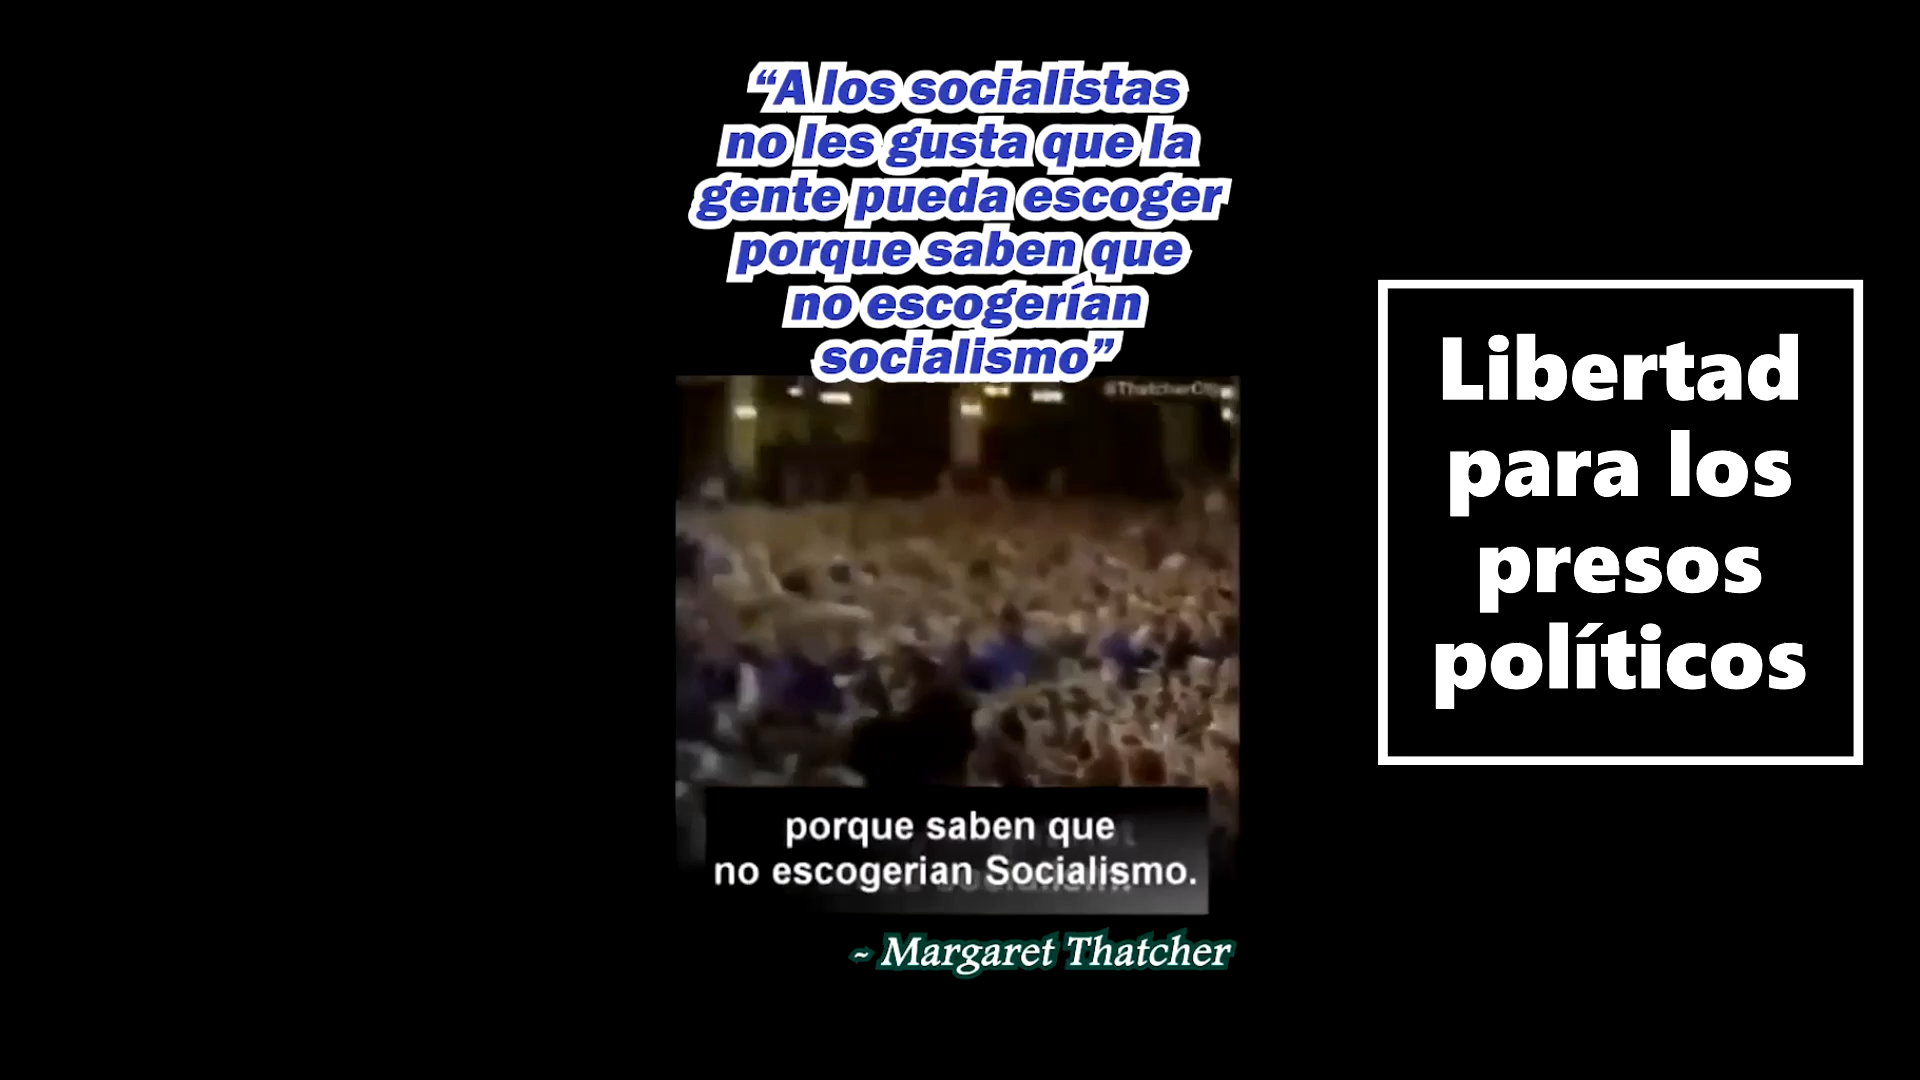 “A los socialistas
no les gusta que la
gente pueda escoger
porque saben que
no escogerían
socialismo”
porque saben que
no escogerian Socialismo.
~ Margaret Thatcher
Libertad
para los
presos
políticos